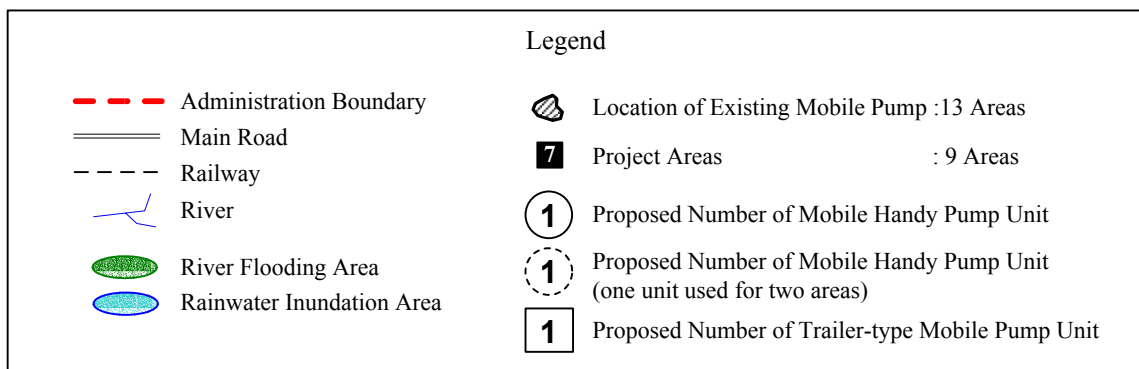 Legend
Administration Boundary
Main Road
Railway
River
River Flooding Area
Rainwater Inundation Area
Location of Existing Mobile Pump :13 Areas
7 Project Areas : 9 Areas
1 Proposed Number of Mobile Handy Pump Unit
1 Proposed Number of Mobile Handy Pump Unit
(one unit used for two areas)
1 Proposed Number of Trailer-type Mobile Pump Unit